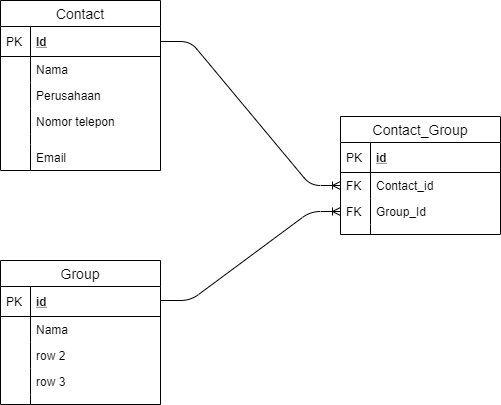 Contact
PK Id
Nama
Perusahaan
Nomor telepon
Email
Contact_Group
PK id
FK Contact_id
FK Group_Id
Group
PK id
Nama
row 2
row 3